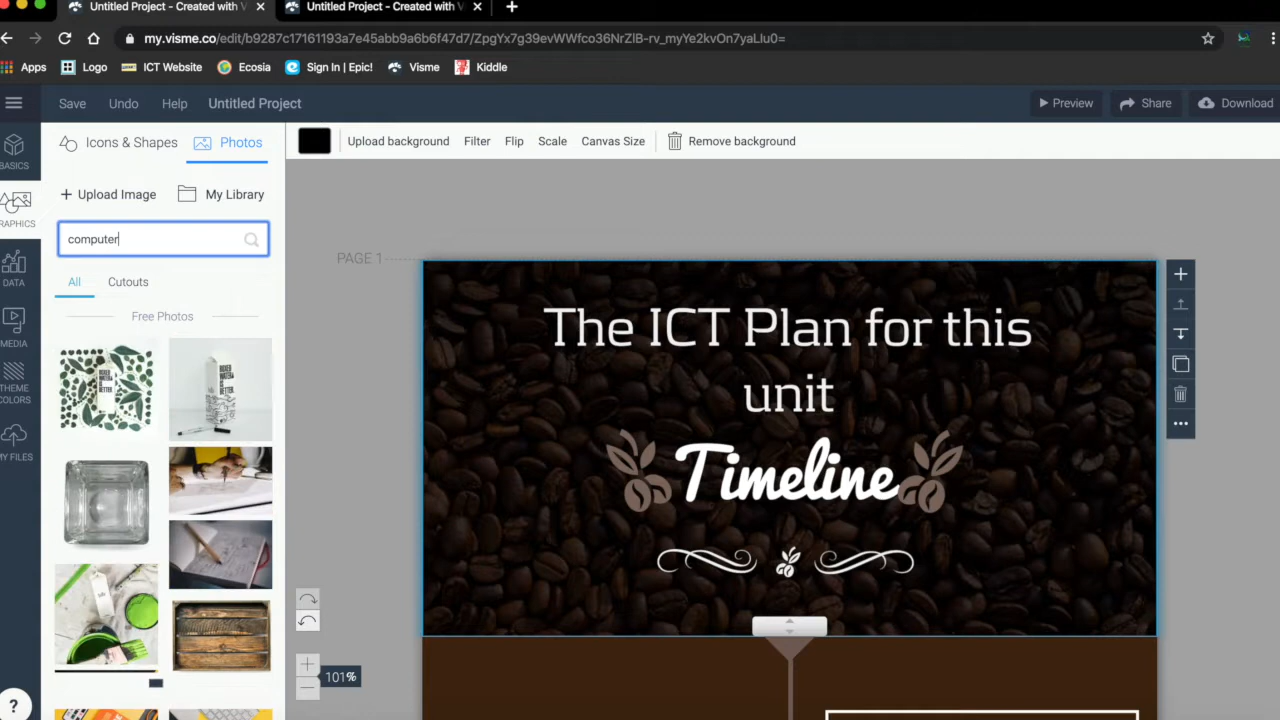 Untitled Project - Created with V
Untitled Project - Created with V
my.visme.co/edit/b9287c17161193a7e45abb9a6b6f47d7/ZpgYx7g39evWWfco36NrZlB-rv_myYe2kvOn7yaLlu0=
Apps Logo ICT Website Ecosia Sign In | Epic! Visme Kiddle
Save Undo Help Untitled Project Preview Share Download
Icons & Shapes Photos
Upload background Filter Flip Scale Canvas Size Remove background
BASICS
+ Upload Image My Library
RAPHICS
computer
All Cutouts
PAGE 1
DATA
Free Photos
MEDIA
The ICT Plan for this
unit
THEME
COLORS
MY FILES
Timeline
101%
?